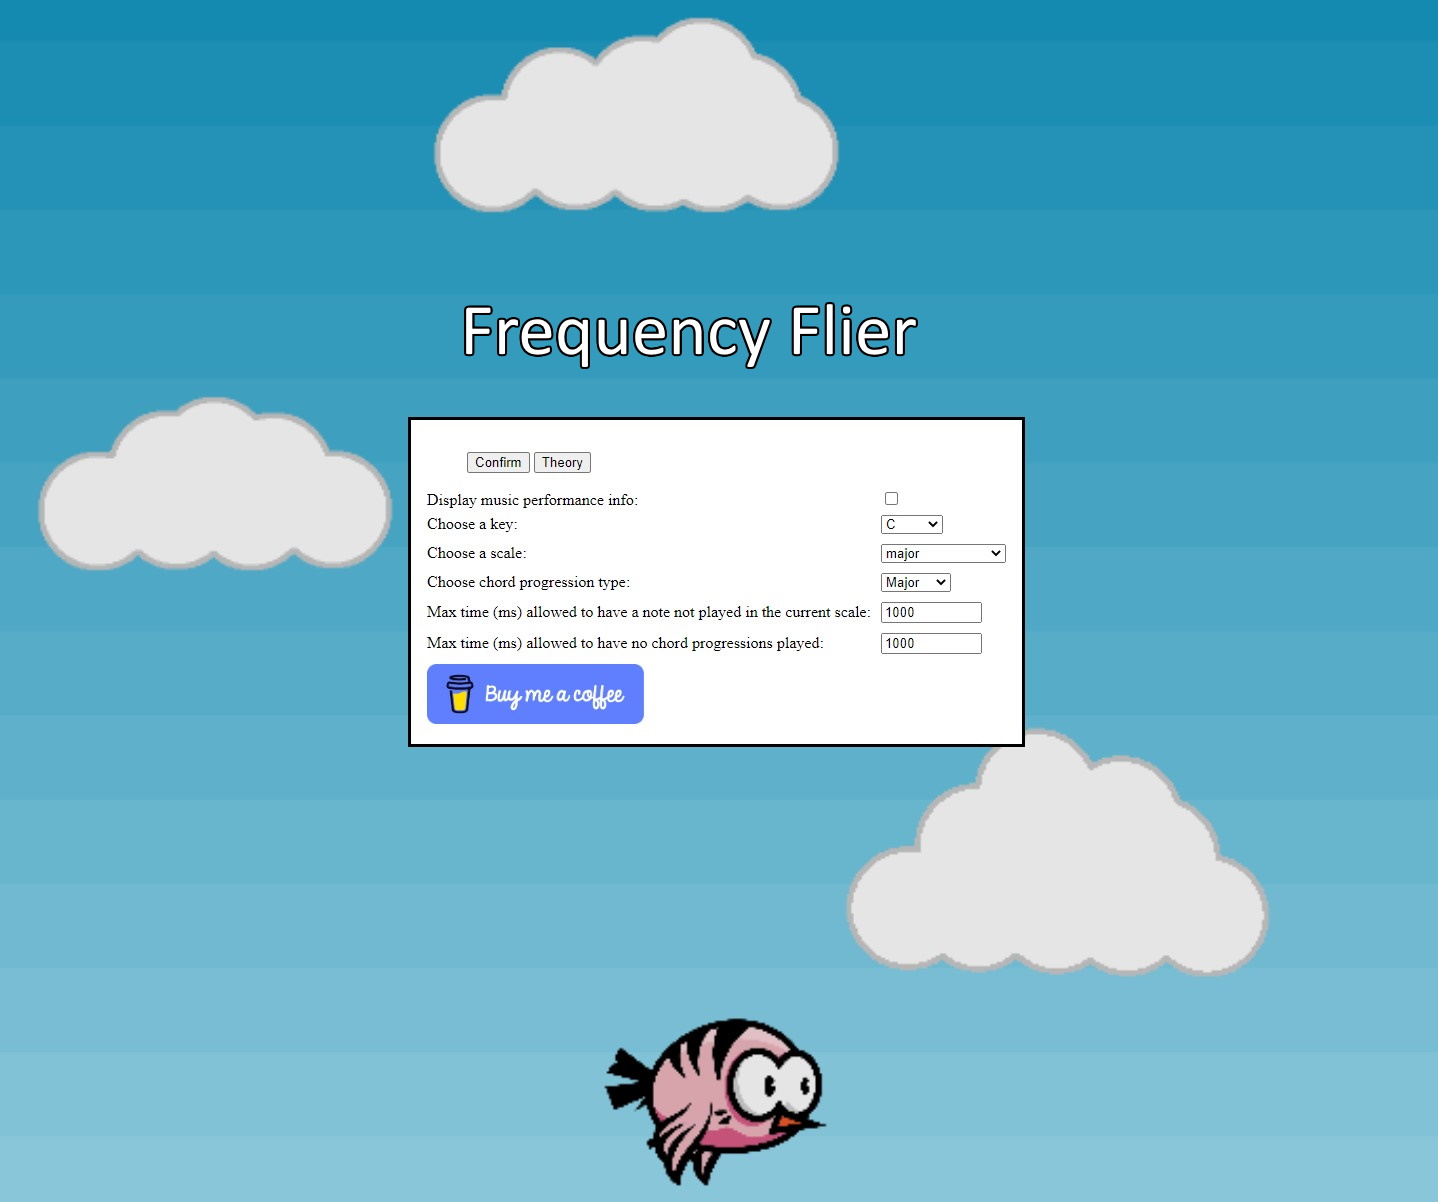 Frequency Flier
Confirm Theory
Display music performance info:
Choose a key: C
Choose a scale: major
Choose chord progression type: Major
Max time (ms) allowed to have a note not played in the current scale: 1000
Max time (ms) allowed to have no chord progressions played: 1000
Buy me a coffee